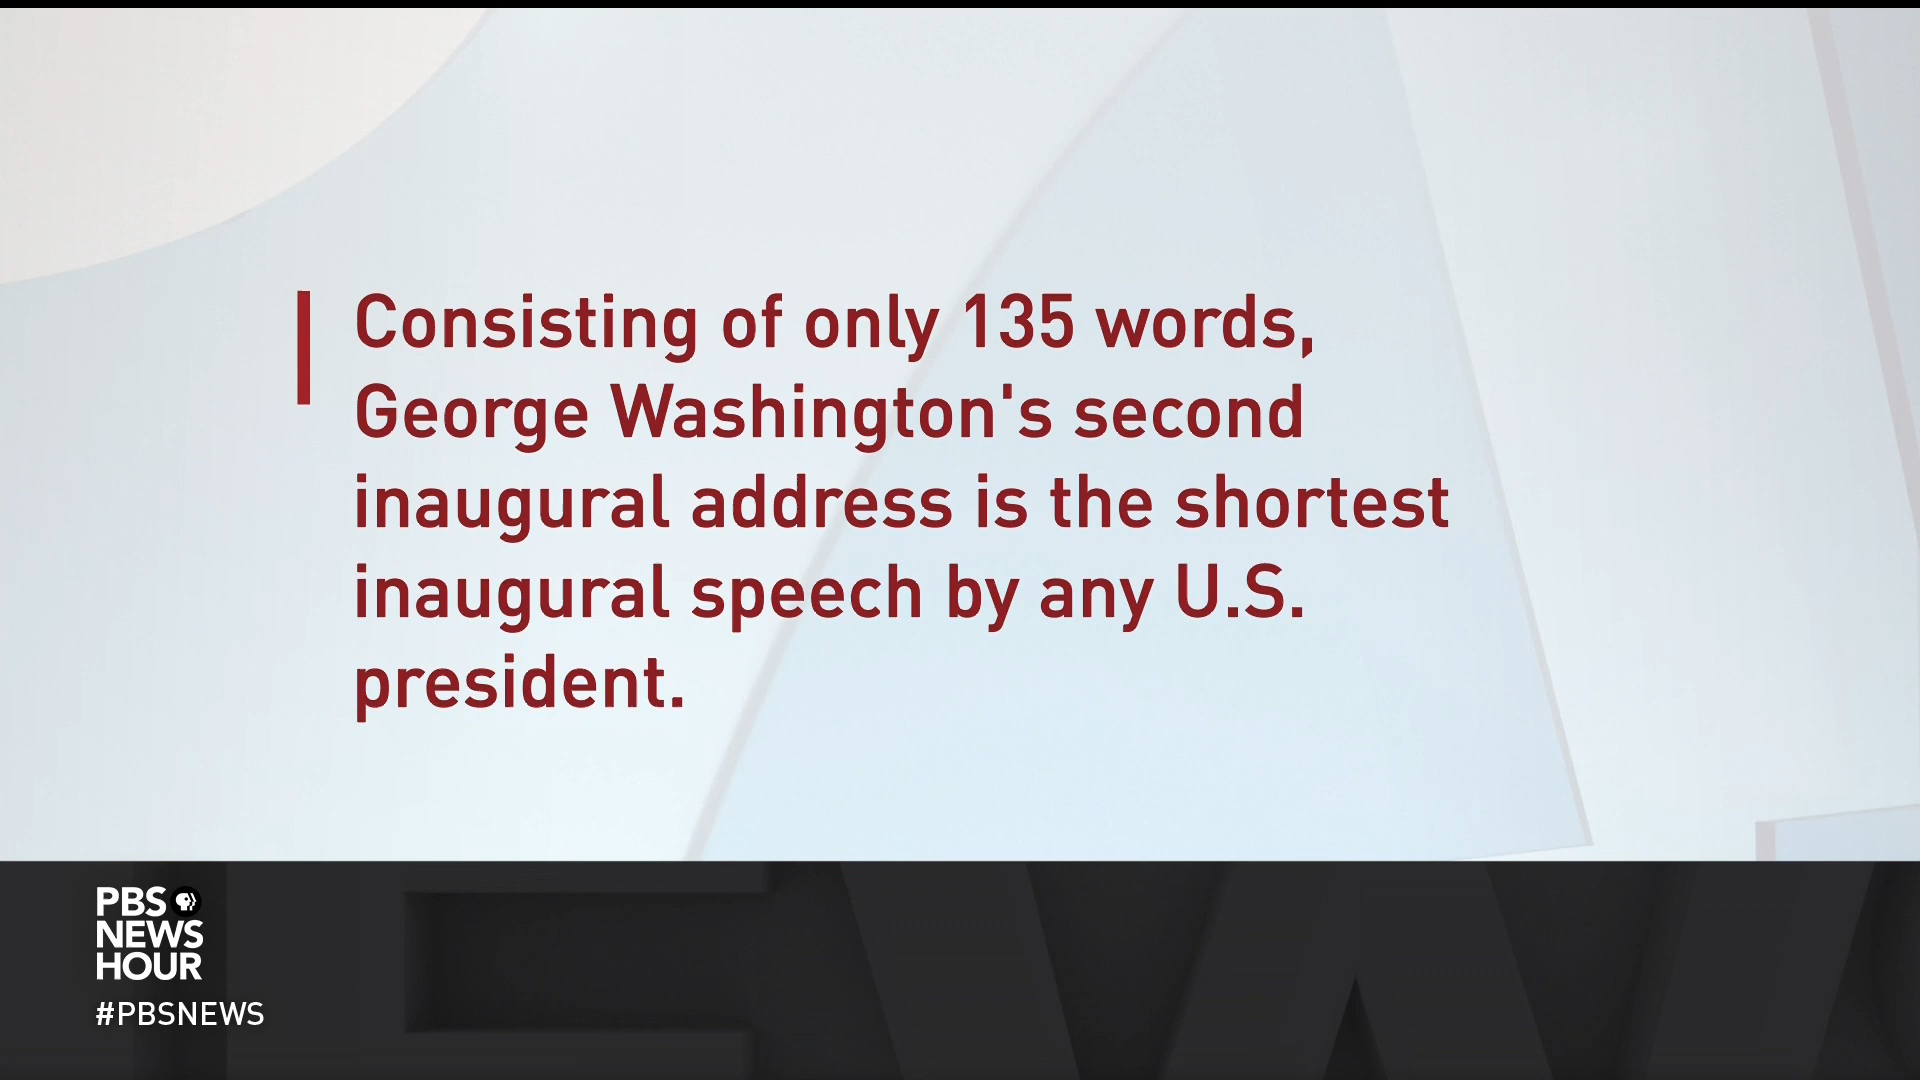 Consisting of only 135 words,
George Washington's second
inaugural address is the shortest
inaugural speech by any U.S.
president.
PBS
NEWS
HOUR
#PBSNEWS